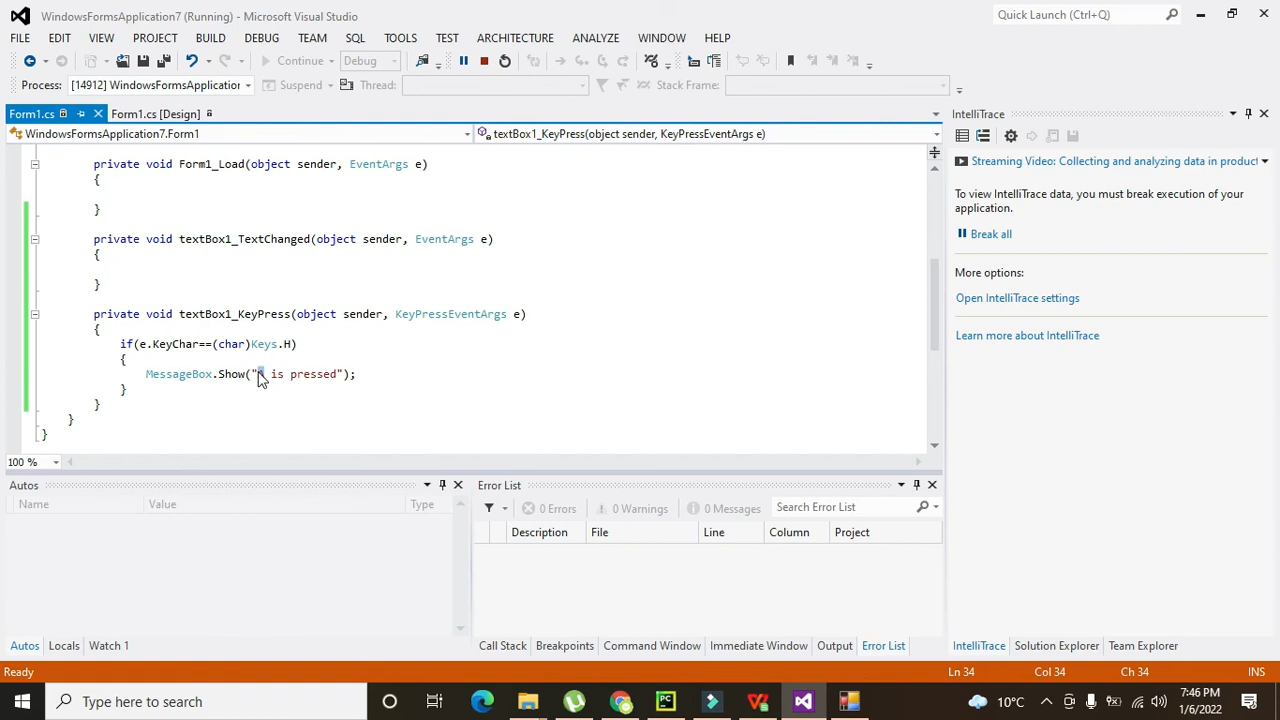 WindowsFormsApplication7 (Running) - Microsoft Visual Studio
Quick Launch (Ctrl+Q)
FILE EDIT VIEW PROJECT BUILD DEBUG TEAM SQL TOOLS TEST ARCHITECTURE ANALYZE WINDOW HELP
Continue Debug
Process: [14912] WindowsFormsApplication Suspend Thread: Stack Frame:
Form1.cs Form1.cs [Design]
WindowsFormsApplication7.Form1 textBox1_KeyPress(object sender, KeyPressEventArgs e)
private void Form1_Load(object sender, EventArgs e)
{
}
private void textBox1_TextChanged(object sender, EventArgs e)
{
}
private void textBox1_KeyPress(object sender, KeyPressEventArgs e)
{
if(e.KeyChar==(char)Keys.H)
{
MessageBox.Show(" is pressed");
}
}
}
}
100 %
IntelliTrace
Streaming Video: Collecting and analyzing data in product
To view IntelliTrace data, you must break execution of your
application.
Break all
More options:
Open IntelliTrace settings
Learn more about IntelliTrace
Autos
Name Value Type
Error List
0 Errors 0 Warnings 0 Messages Search Error List
Description File Line Column Project
Autos Locals Watch 1
Call Stack Breakpoints Command Window Immediate Window Output Error List
IntelliTrace Solution Explorer Team Explorer
Ready Ln 34 Col 34 Ch 34 INS
Type here to search
PC
10°C
7:46 PM
1/6/2022